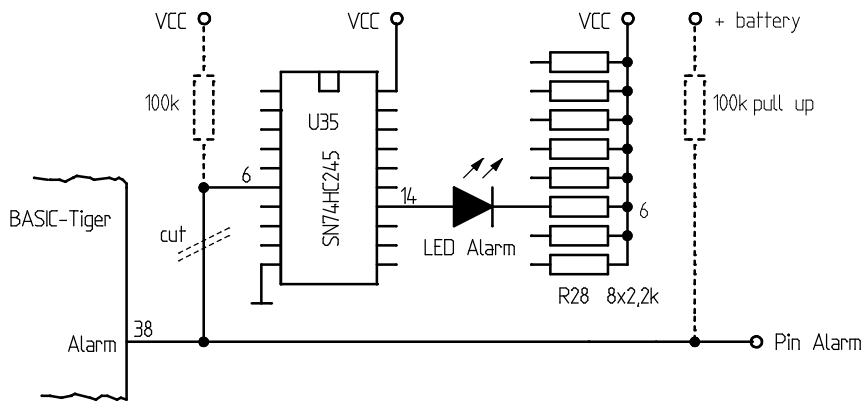 VCC
VCC
VCC
+ battery
100k
U35
SN74HC245
100k pull up
6
14
6
BASIC-Tiger
cut
LED Alarm
R28 8x2,2k
38
Alarm
Pin Alarm